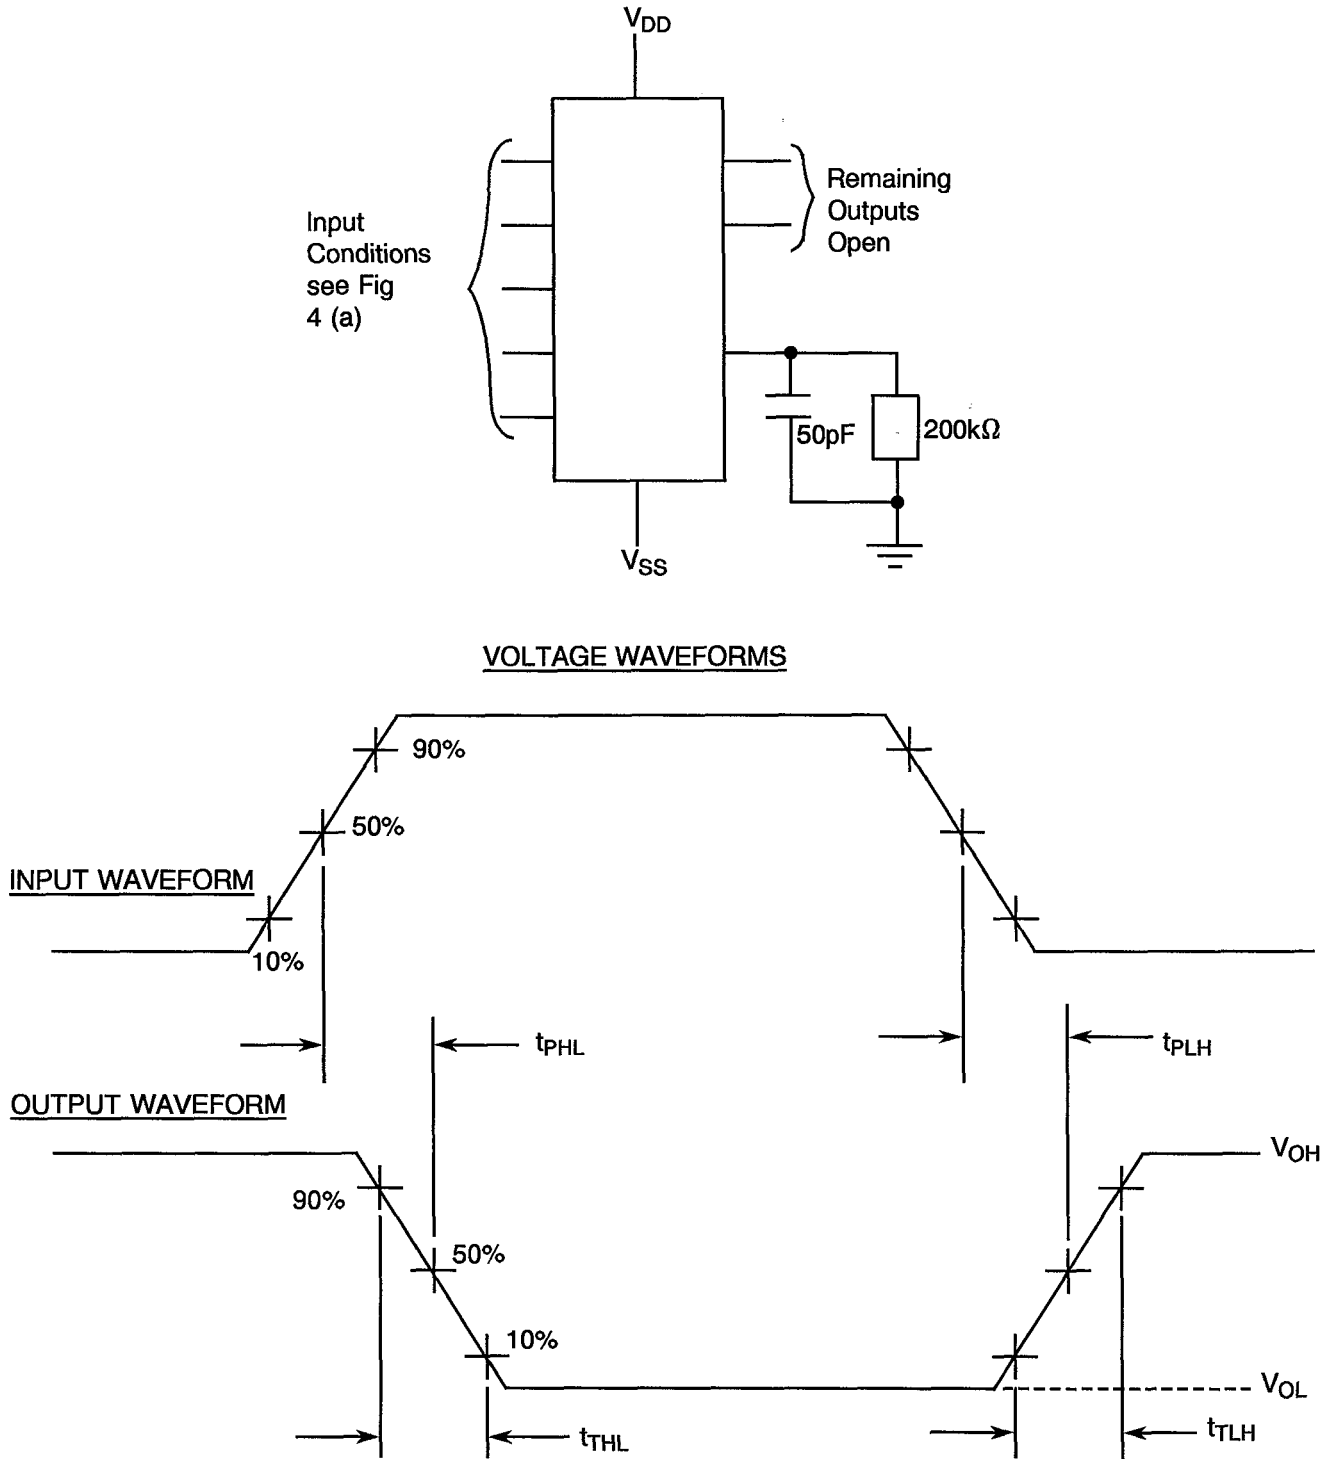 VDD
Input
Conditions
see Fig
4 (a)
Remaining
Outputs
Open
50pF
200kΩ
VSS
VOLTAGE WAVEFORMS
90%
50%
INPUT WAVEFORM
10%
tPHL
tPLH
OUTPUT WAVEFORM
VOH
90%
50%
10%
VOL
tTHL
tTLH